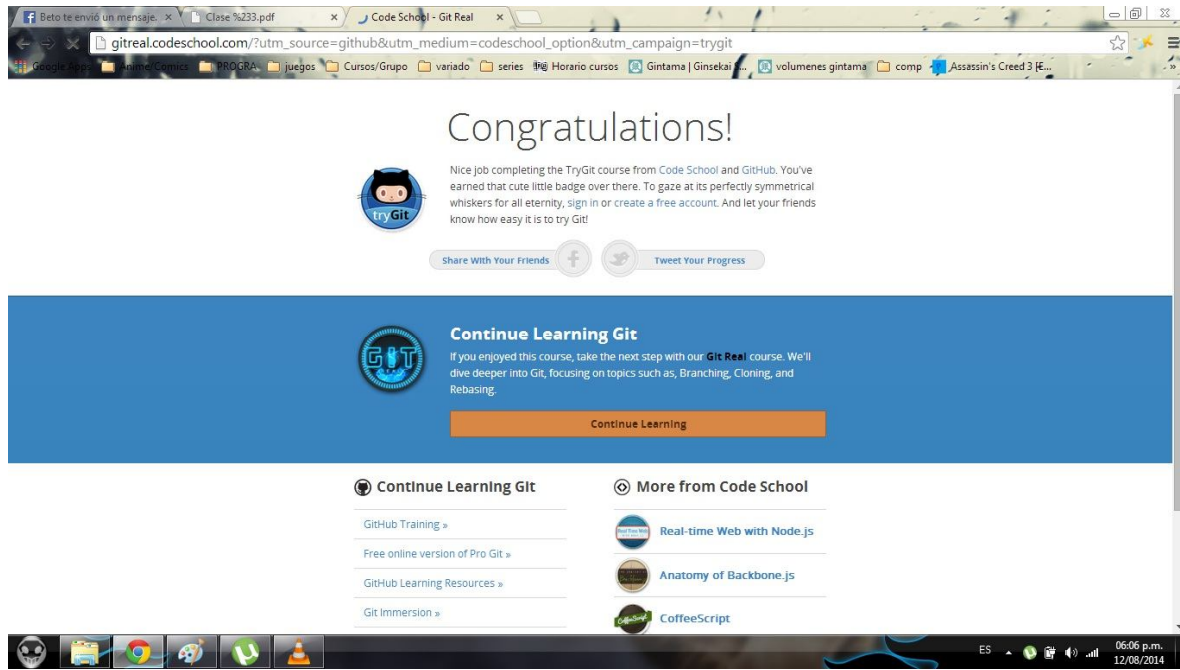 Beto te envió un mensaje.
Clase %233.pdf
Code School - Git Real
gitreal.codeschool.com/?utm_source=github&utm_medium=codeschool_option&utm_campaign=trygit
Google Apps
Anime/Comics
PROGRA
juegos
Cursos/Grupo
variado
series
Horario cursos
Gintama | Ginsekai
volumenes gintama
comp
Assassin's Creed 3
Congratulations!
Nice job completing the TryGit course from Code School and GitHub. You've
earned that cute little badge over there. To gaze at its perfectly symmetrical
whiskers for all eternity, sign in or create a free account. And let your friends
know how easy it is to try Git!
tryGit
Share With Your Friends
Tweet Your Progress
Continue Learning Git
GIT
If you enjoyed this course, take the next step with our Git Real course. We'll
dive deeper into Git, focusing on topics such as, Branching, Cloning, and
Rebasing.
Continue Learning
Continue Learning Git
GitHub Training »
Free online version of Pro Git »
GitHub Learning Resources »
Git Immersion »
More from Code School
Real-time Web with Node.js
Anatomy of Backbone.js
CoffeeScript
ES
06:06 p.m.
12/08/2014